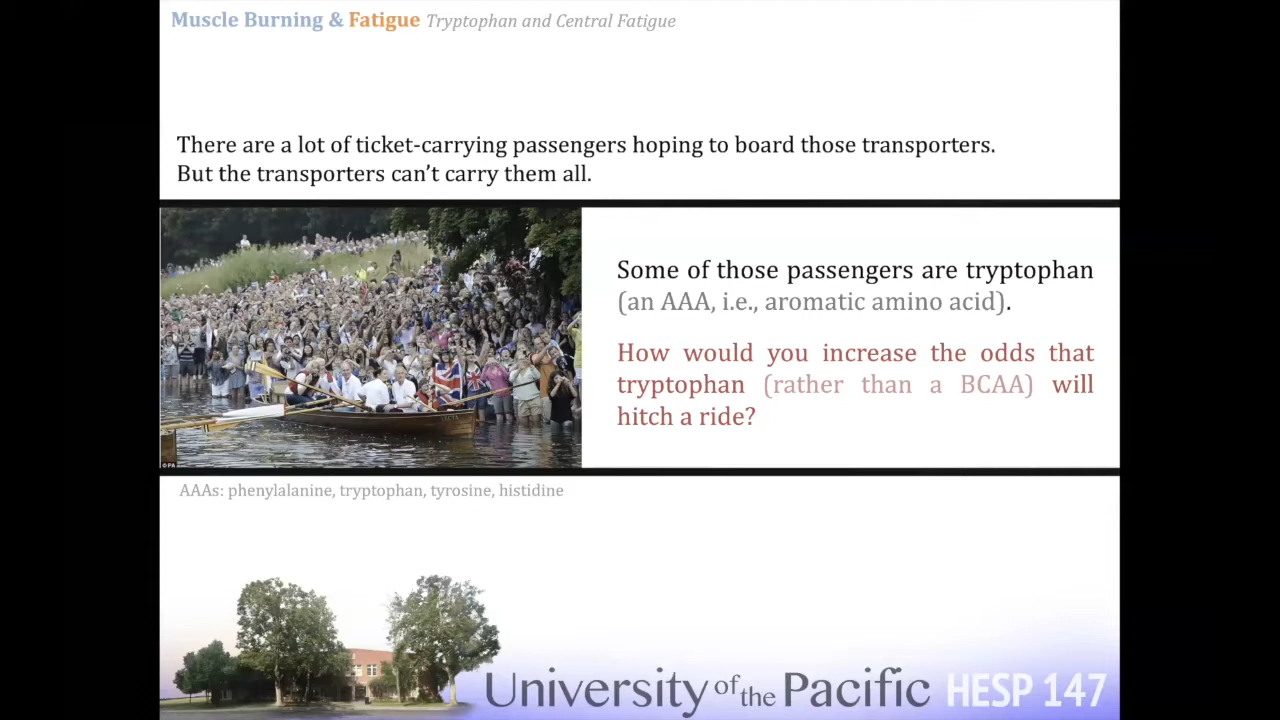 Muscle Burning & Fatigue Tryptophan and Central Fatigue
There are a lot of ticket-carrying passengers hoping to board those transporters.
But the transporters can't carry them all.
Some of those passengers are tryptophan
(an AAA, i.e., aromatic amino acid).
How would you increase the odds that
tryptophan (rather than a BCAA) will
hitch a ride?
© PA
AAAs: phenylalanine, tryptophan, tyrosine, histidine
University of the Pacific HESP 147